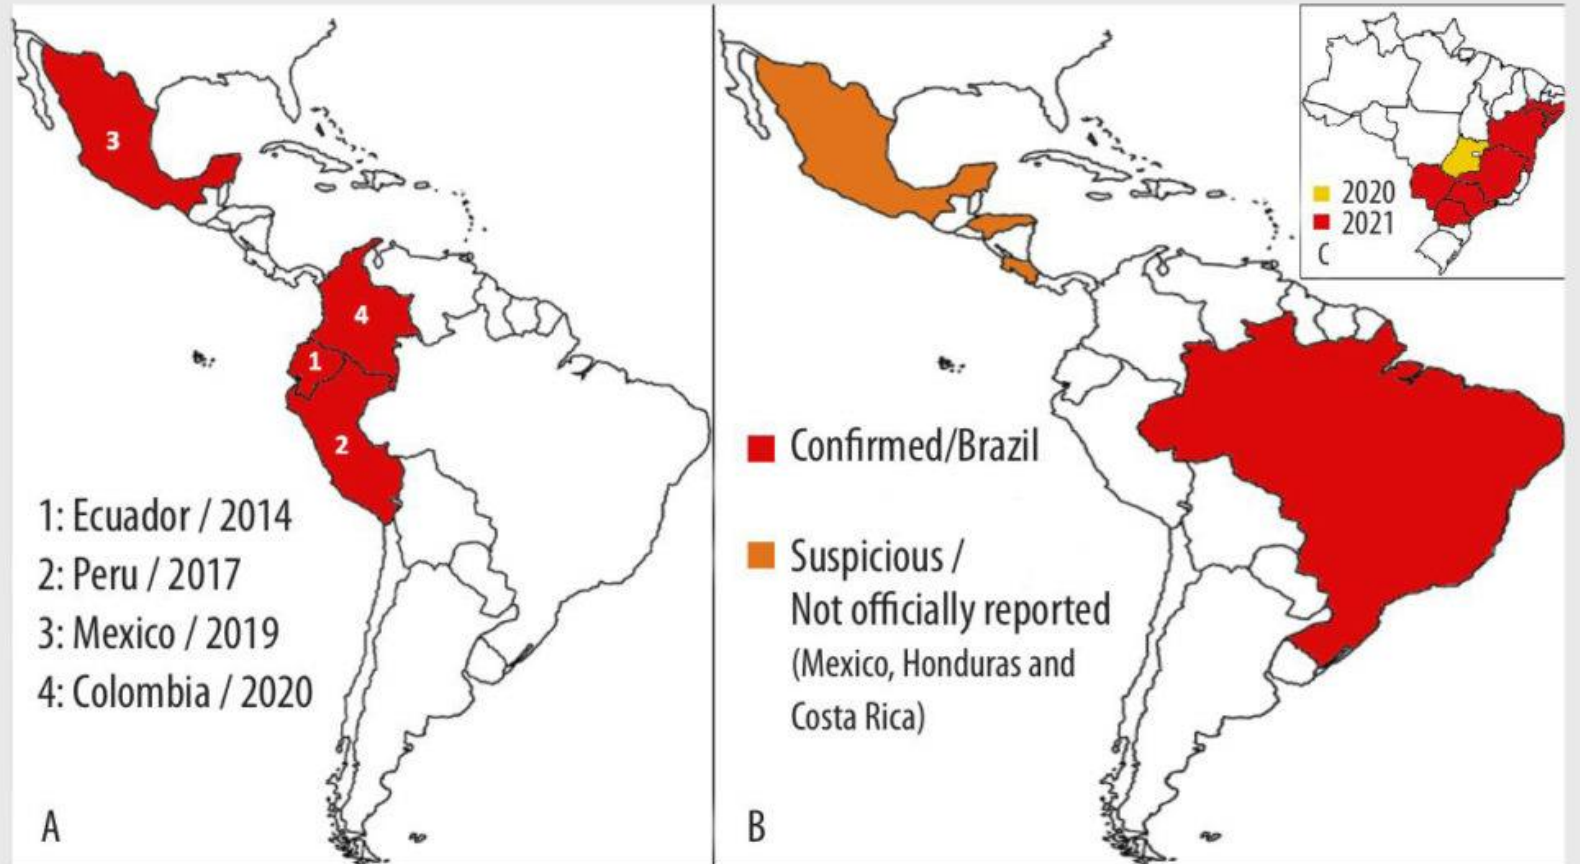 3
4
1
2
1: Ecuador / 2014
2: Peru / 2017
3: Mexico / 2019
4: Colombia / 2020
A
Confirmed/Brazil
Suspicious /
Not officially reported
(Mexico, Honduras and
Costa Rica)
B
2020
2021
C